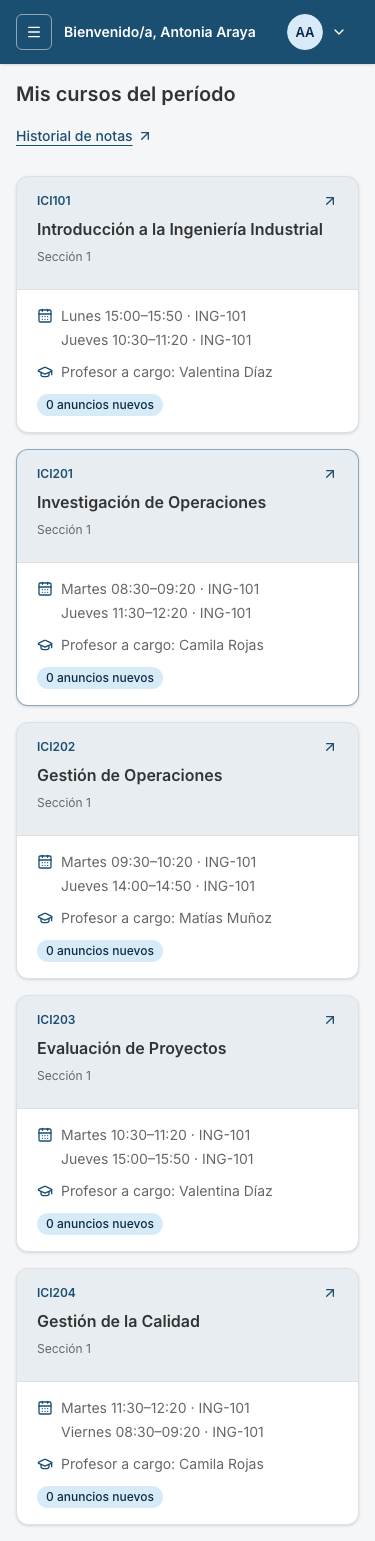 Bienvenido/a, Antonia Araya
AA
Mis cursos del período
Historial de notas
ICI101
Introducción a la Ingeniería Industrial
Sección 1
Lunes 15:00–15:50 · ING-101
Jueves 10:30–11:20 · ING-101
Profesor a cargo: Valentina Díaz
0 anuncios nuevos
ICI201
Investigación de Operaciones
Sección 1
Martes 08:30–09:20 · ING-101
Jueves 11:30–12:20 · ING-101
Profesor a cargo: Camila Rojas
0 anuncios nuevos
ICI202
Gestión de Operaciones
Sección 1
Martes 09:30–10:20 · ING-101
Jueves 14:00–14:50 · ING-101
Profesor a cargo: Matías Muñoz
0 anuncios nuevos
ICI203
Evaluación de Proyectos
Sección 1
Martes 10:30–11:20 · ING-101
Jueves 15:00–15:50 · ING-101
Profesor a cargo: Valentina Díaz
0 anuncios nuevos
ICI204
Gestión de la Calidad
Sección 1
Martes 11:30–12:20 · ING-101
Viernes 08:30–09:20 · ING-101
Profesor a cargo: Camila Rojas
0 anuncios nuevos